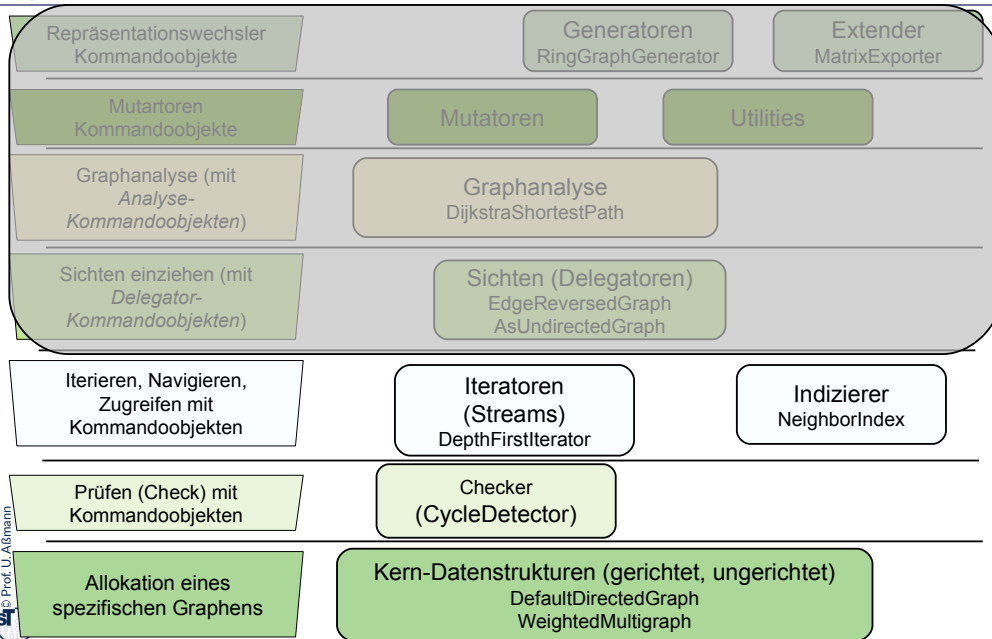 Repräsentationswechsler
Kommandoobjekte
Generatoren
RingGraphGenerator
Extender
MatrixExporter
Mutartoren
Kommandoobjekte
Mutatoren
Utilities
Graphanalyse (mit
Analyse-
Kommandoobjekten)
Graphanalyse
DijkstraShortestPath
Sichten einziehen (mit
Delegator-
Kommandoobjekten)
Sichten (Delegatoren)
EdgeReversedGraph
AsUndirectedGraph
Iterieren, Navigieren,
Zugreifen mit
Kommandoobjekten
Iteratoren
(Streams)
DepthFirstIterator
Indizierer
NeighborIndex
Prüfen (Check) mit
Kommandoobjekten
Checker
(CycleDetector)
Allokation eines
spezifischen Graphens
Kern-Datenstrukturen (gerichtet, ungerichtet)
DefaultDirectedGraph
WeightedMultigraph
© Prof. U. Aßmann
ST